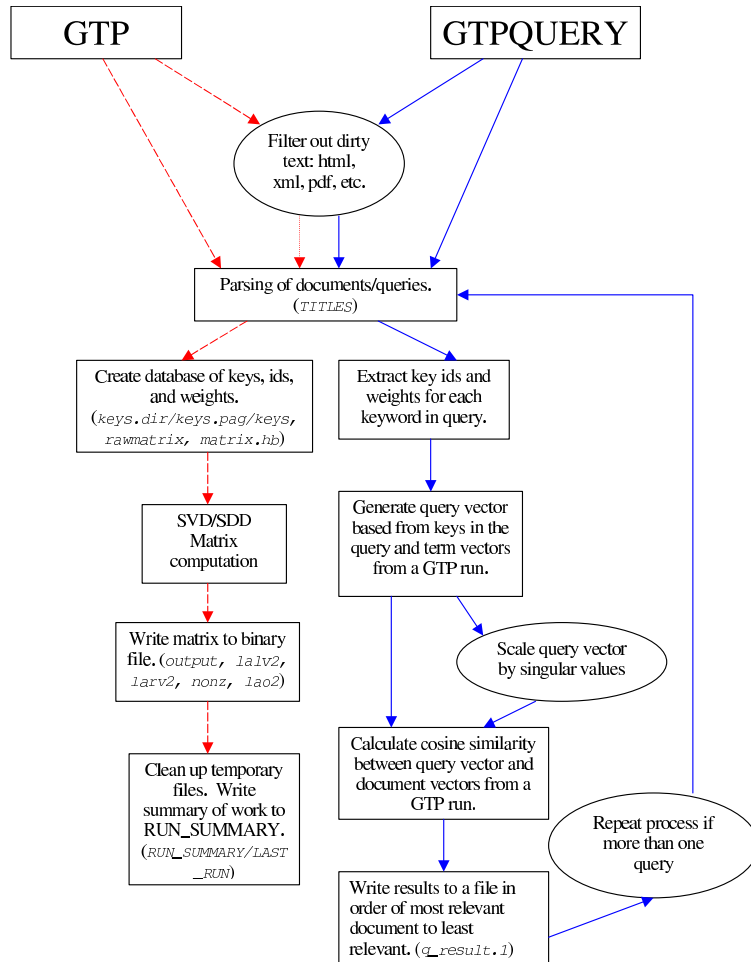 GTP
GTPQUERY
Filter out dirty
text: html,
xml, pdf, etc.
Parsing of documents/queries.
(TITLES)
Create database of keys, ids,
and weights.
(keys.dir/keys.pag/keys,
rawmatrix, matrix.hb)
Extract key ids and
weights for each
keyword in query.
SVD/SDD
Matrix
computation
Generate query vector
based from keys in the
query and term vectors
from a GTP run.
Write matrix to binary
file. (output, lalv2,
larv2, nonz, lao2)
Scale query vector
by singular values
Clean up temporary
files. Write
summary of work to
RUN_SUMMARY.
(RUN_SUMMARY/LAST
_RUN)
Calculate cosine similarity
between query vector and
document vectors from a
GTP run.
Repeat process if
more than one
query
Write results to a file in
order of most relevant
document to least
relevant. (q_result.1)